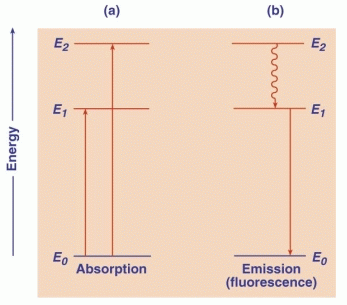 (a)
(b)
E2
E2
E1
E1
Energy
E0
E0
Absorption
Emission
(fluorescence)